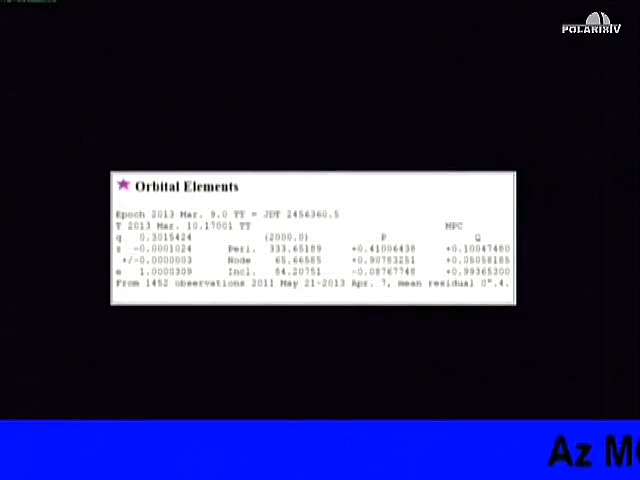 POLARISTV
Orbital Elements
Epoch 2013 Mar. 9.0 TT = JDT 2456360.5
T 2013 Mar. 10.17001 TT MPC
q 0.3015424 (2000.0) P Q
z -0.0001024 Peri. 333.65189 +0.41006438 +0.10047480
+/-0.0000003 Node 65.66585 +0.90783251 +0.05058185
e 1.0000309 Incl. 84.20751 -0.08767748 +0.99365300
From 1452 observations 2011 May 21-2013 Apr. 7, mean residual 0".4.
Az M